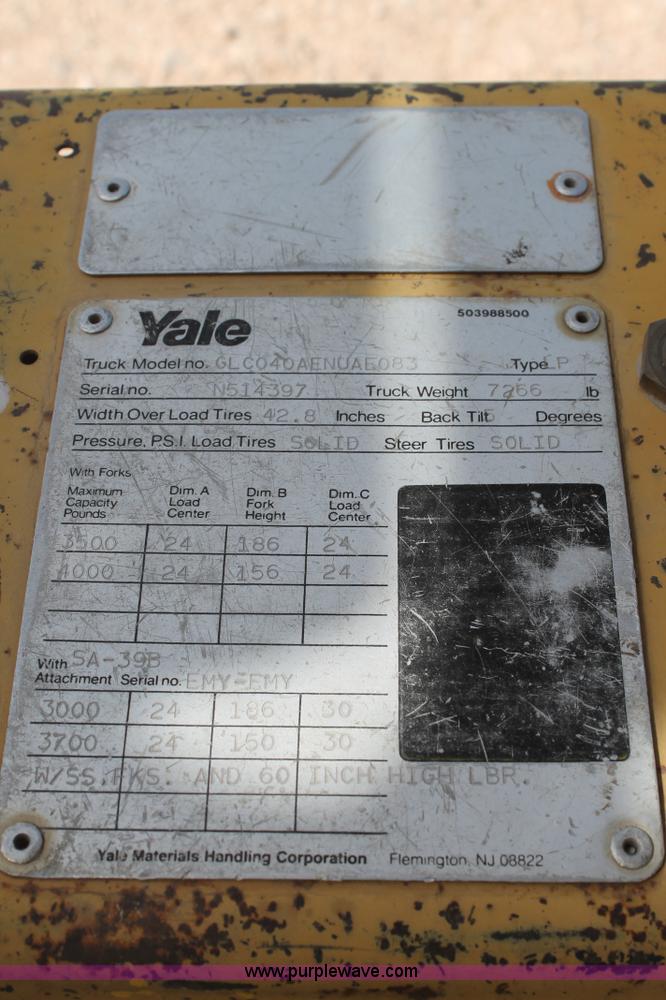 Yale
503988500
Truck Model no. GLC040AENUAE083 Type LP
Serial no. N514397 Truck Weight 7266 lb
Width Over Load Tires 42.8 Inches Back Tilt 5 Degrees
Pressure, P.S.I. Load Tires SOLID Steer Tires SOLID
With Forks
Maximum Capacity Pounds Dim. A Load Center Dim. B Fork Height Dim. C Load Center
3500 24 186 24
4000 24 156 24
With SA-39B
Attachment Serial no. EMY-EMY
3000 24 186 30
3700 24 150 30
W/SS.FKS. AND 60 INCH HIGH LBR.
Yale Materials Handling Corporation Flemington, NJ 08822
www.purplewave.com